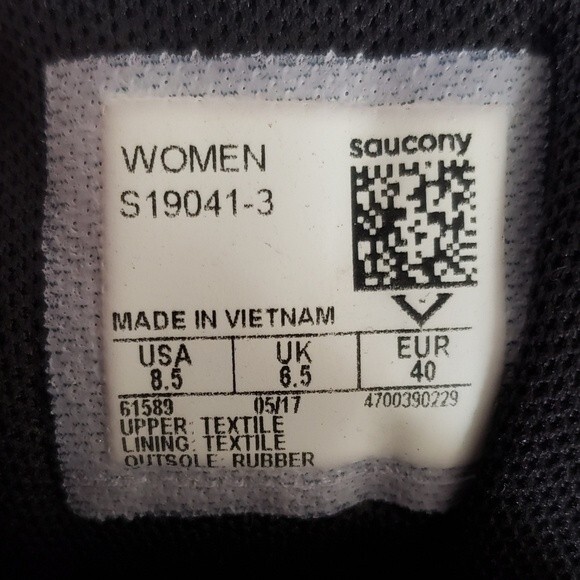 WOMEN
S19041-3
saucony
MADE IN VIETNAM
USA UK EUR
8.5 6.5 40
61589 05/17 4700390229
UPPER: TEXTILE
LINING: TEXTILE
OUTSOLE: RUBBER